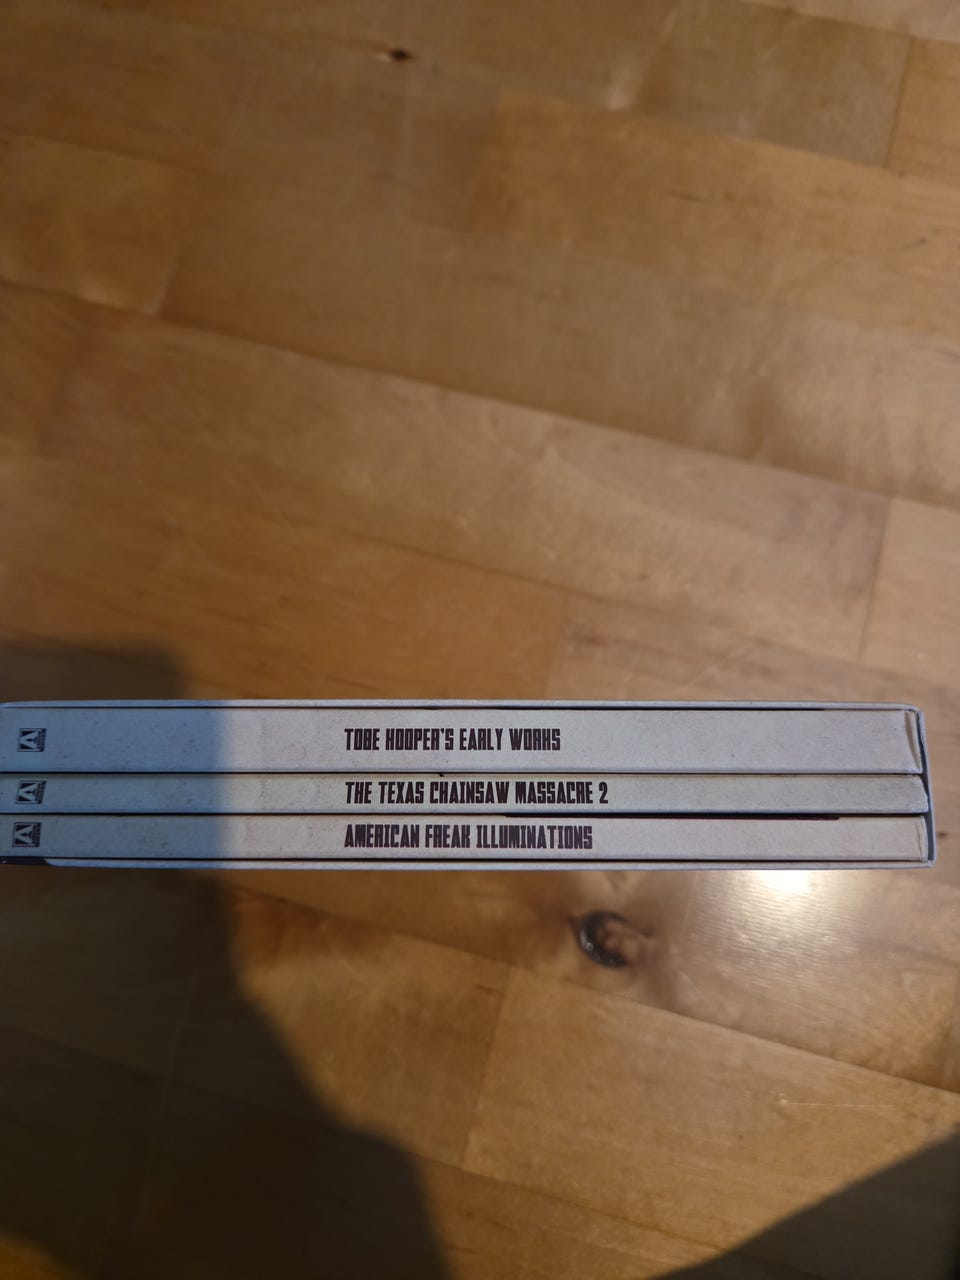 TOBE HOOPER'S EARLY WORKS
THE TEXAS CHAINSAW MASSACRE 2
AMERICAN FREAK ILLUMINATIONS